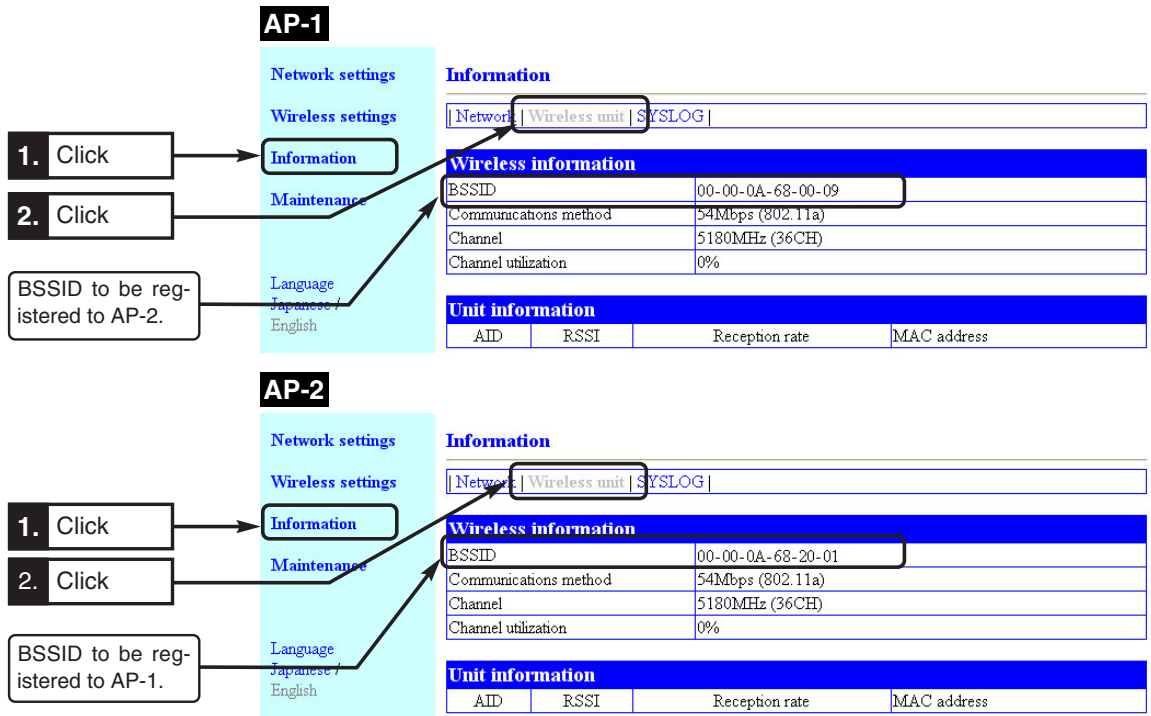 AP-1
Network settings
Wireless settings
Information
Maintenance
Language
Japanese /
English
1. Click
2. Click
BSSID to be reg-
istered to AP-2.
Information
| Network | Wireless unit | SYSLOG |
Wireless information
BSSID 00-00-0A-68-00-09
Communications method 54Mbps (802.11a)
Channel 5180MHz (36CH)
Channel utilization 0%
Unit information
AID RSSI Reception rate MAC address
AP-2
Network settings
Wireless settings
Information
Maintenance
Language
Japanese /
English
1. Click
2. Click
BSSID to be reg-
istered to AP-1.
Information
| Network | Wireless unit | SYSLOG |
Wireless information
BSSID 00-00-0A-68-20-01
Communications method 54Mbps (802.11a)
Channel 5180MHz (36CH)
Channel utilization 0%
Unit information
AID RSSI Reception rate MAC address